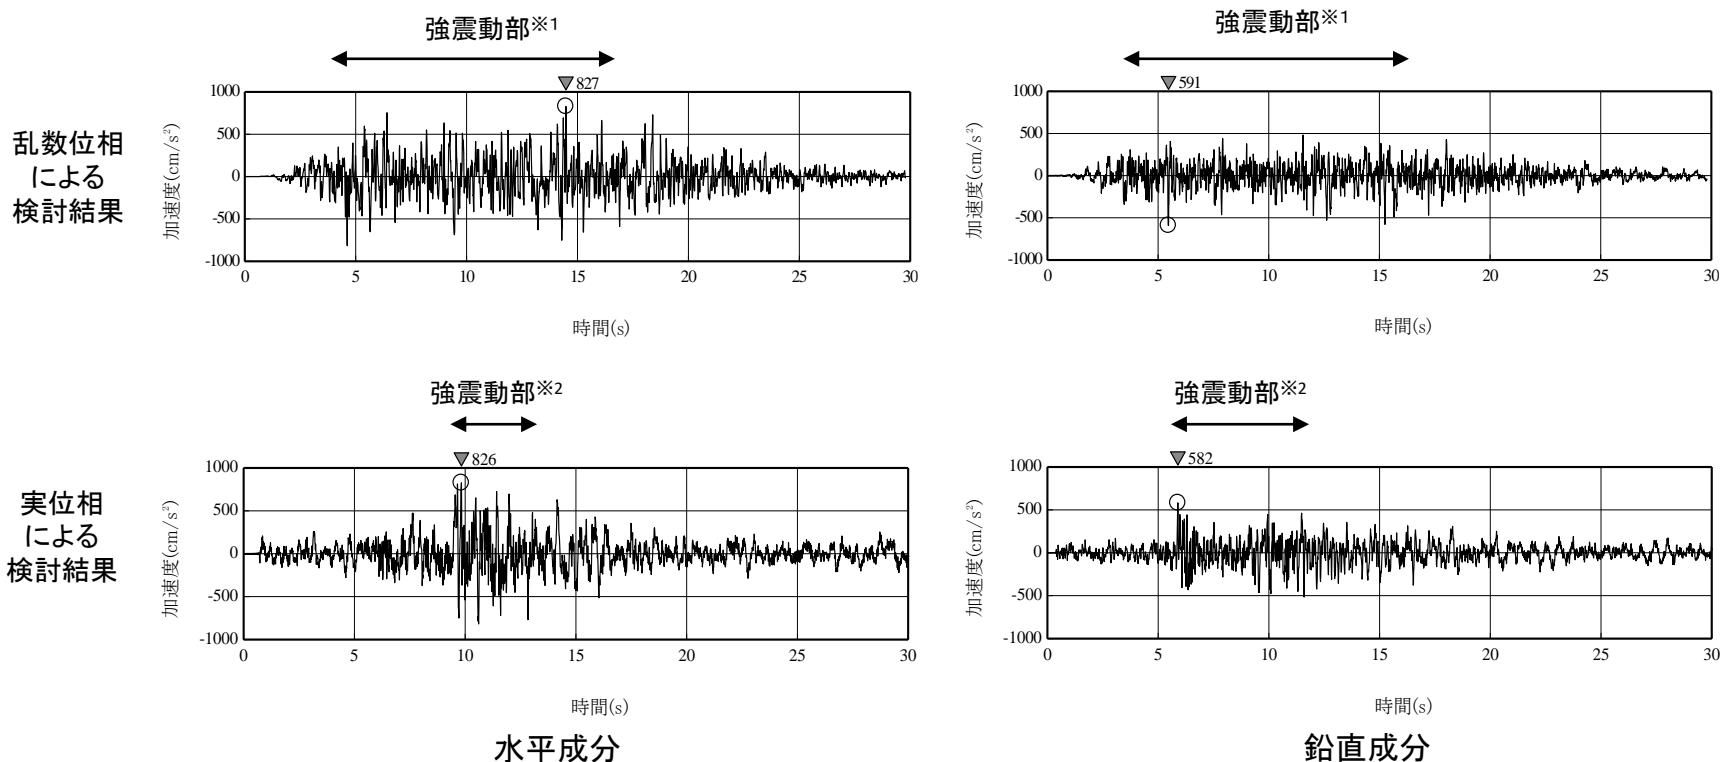 強震動部※1
強震動部※1
乱数位相
による
検討結果
▼827
1000
500
0
-500
-1000
加速度(cm/s²)
0 5 10 15 20 25 30
時間(s)
▼591
1000
500
0
-500
-1000
加速度(cm/s²)
0 5 10 15 20 25 30
時間(s)
強震動部※2
強震動部※2
実位相
による
検討結果
▼826
1000
500
0
-500
-1000
加速度(cm/s²)
0 5 10 15 20 25 30
時間(s)
▼582
1000
500
0
-500
-1000
加速度(cm/s²)
0 5 10 15 20 25 30
時間(s)
水平成分
鉛直成分